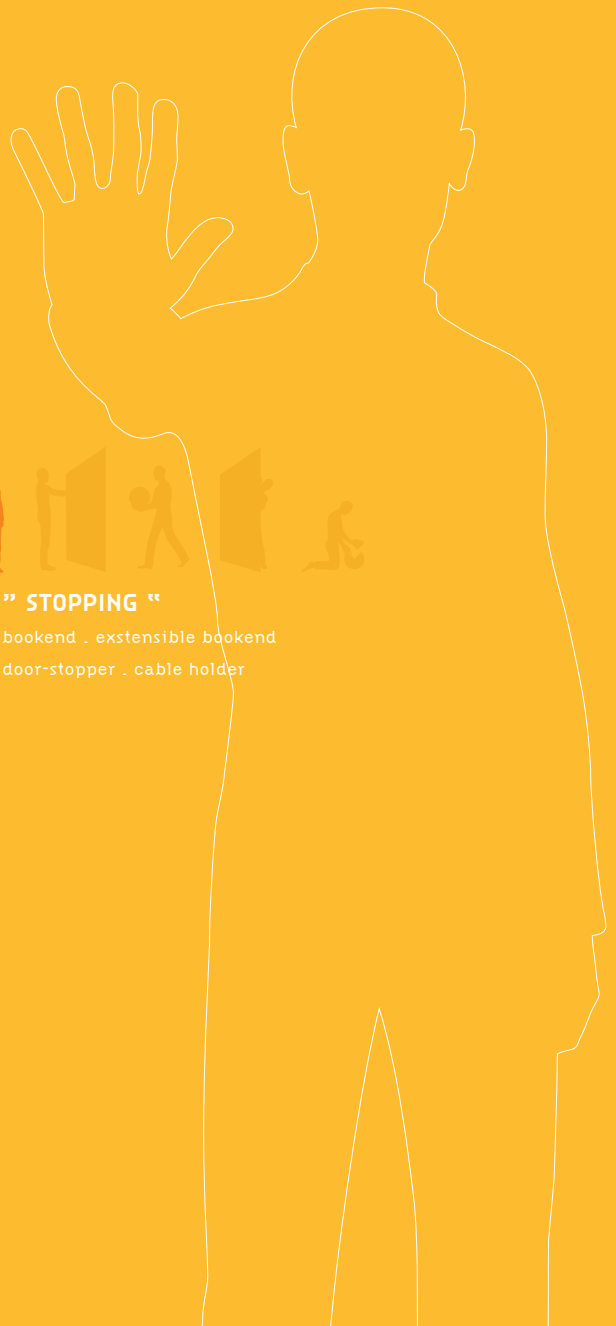 ” STOPPING “
bookend . exstensible bookend
door-stopper . cable holder